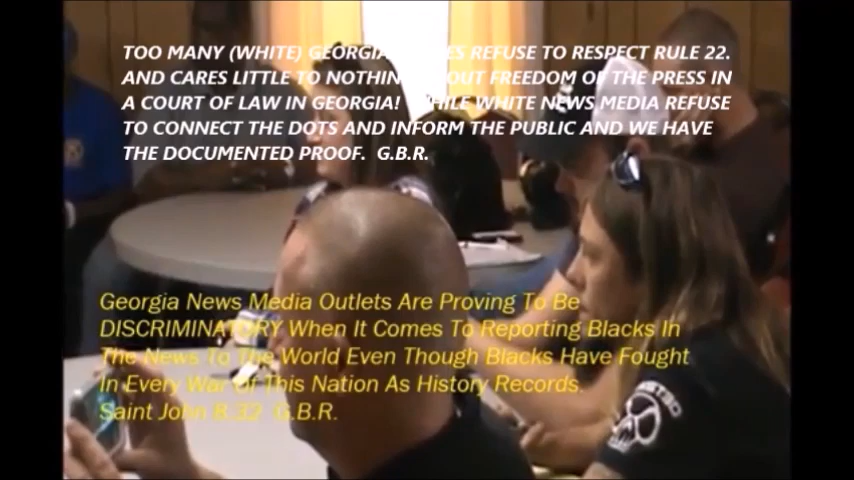 TOO MANY (WHITE) GEORGIA REFUSE TO RESPECT RULE 22.
AND CARES LITTLE TO NOTHING OUT FREEDOM OF THE PRESS IN
A COURT OF LAW IN GEORGIA! WHILE WHITE NEWS MEDIA REFUSE
TO CONNECT THE DOTS AND INFORM THE PUBLIC AND WE HAVE
THE DOCUMENTED PROOF. G.B.R.
Georgia News Media Outlets Are Proving To Be
DISCRIMINATORY When It Comes To Reporting Blacks In
The News To The World Even Though Blacks Have Fought
In Every War Of This Nation As History Records.
Saint John 8.32 G.B.R.